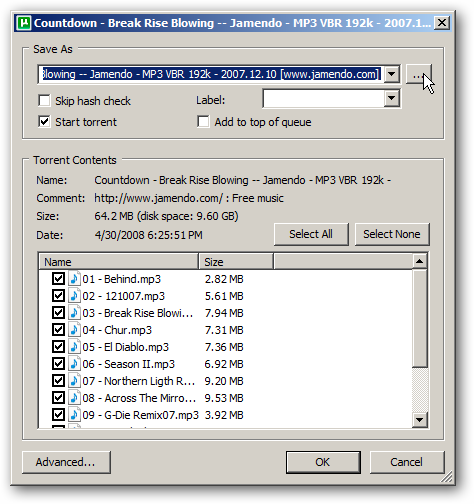 Countdown - Break Rise Blowing -- Jamendo - MP3 VBR 192k - 2007.1...
Save As
Blowing -- Jamendo - MP3 VBR 192k - 2007.12.10 [www.jamendo.com]
...
Skip hash check
Label:
Start torrent
Add to top of queue
Torrent Contents
Name: Countdown - Break Rise Blowing -- Jamendo - MP3 VBR 192k -
Comment: http://www.jamendo.com/ : Free music
Size: 64.2 MB (disk space: 9.60 GB)
Date: 4/30/2008 6:25:51 PM
Select All
Select None
Name Size
01 - Behind.mp3 2.82 MB
02 - 121007.mp3 5.61 MB
03 - Break Rise Blowi... 7.94 MB
04 - Chur.mp3 7.31 MB
05 - El Diablo.mp3 7.36 MB
06 - Season II.mp3 6.92 MB
07 - Northern Ligth R... 9.20 MB
08 - Across The Mirro... 9.53 MB
09 - G-Die Remix07.mp3 3.92 MB
Advanced...
OK
Cancel